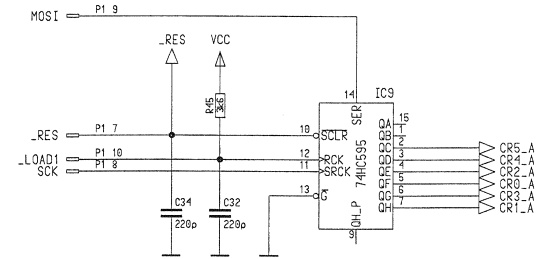 MOSI P1 9
_RES VCC
R45 3k6
14 IC9
SER
QA 15
_RES P1 7 10 SCLR QB 1
QC 2 CR5_A
_LOAD1 P1 10 12 RCK QD 3 CR4_A
SCK P1 8 11 SRCK QE 4 CR2_A
74HC595
QF 5 CR0_A
13 G QG 6 CR3_A
QH 7 CR1_A
C34 C32
220p 220p
QH_P
9